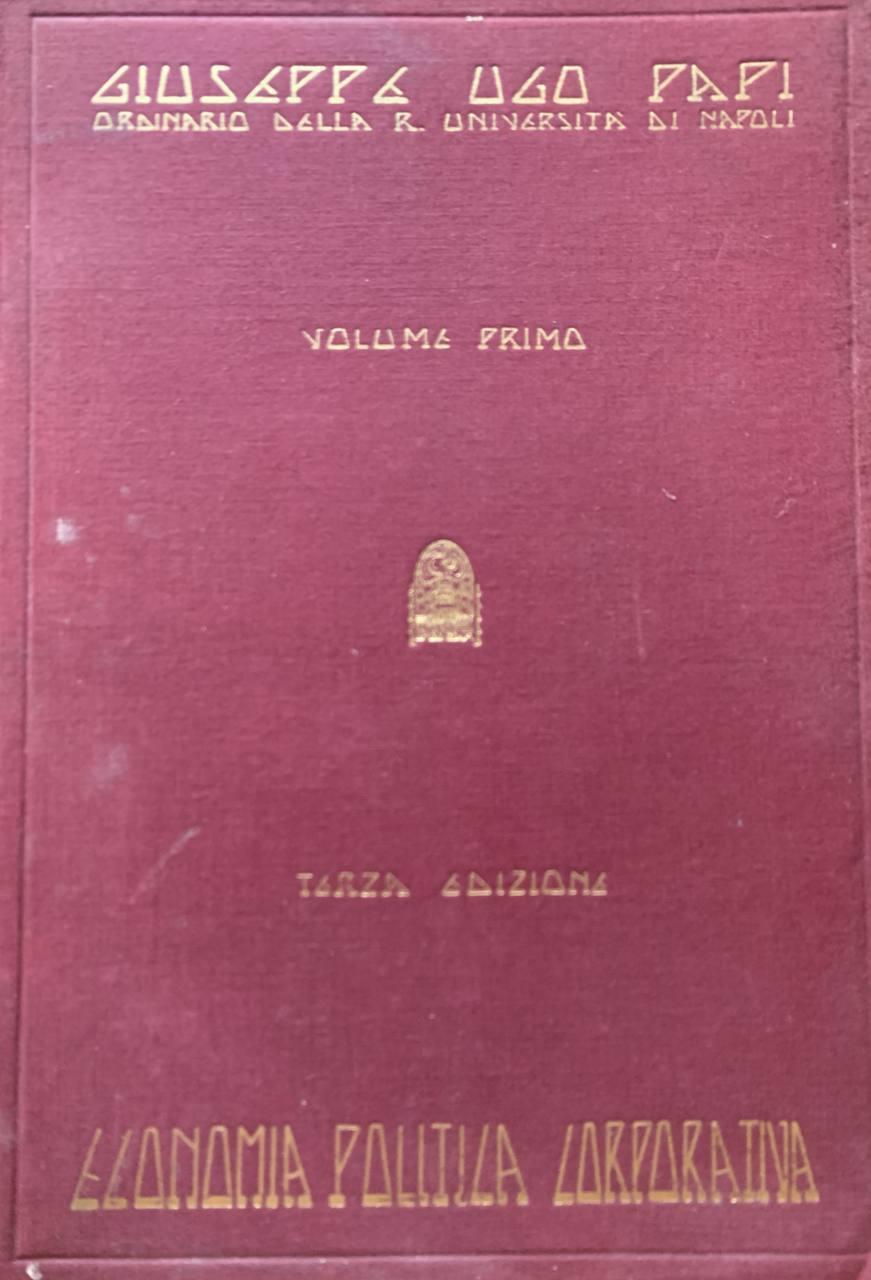 GIUSEPPE UGO PAPI
ORDINARIO DELLA R. UNIVERSITÀ DI NAPOLI
VOLUME PRIMO
TERZA EDIZIONE
ECONOMIA POLITICA CORPORATIVA